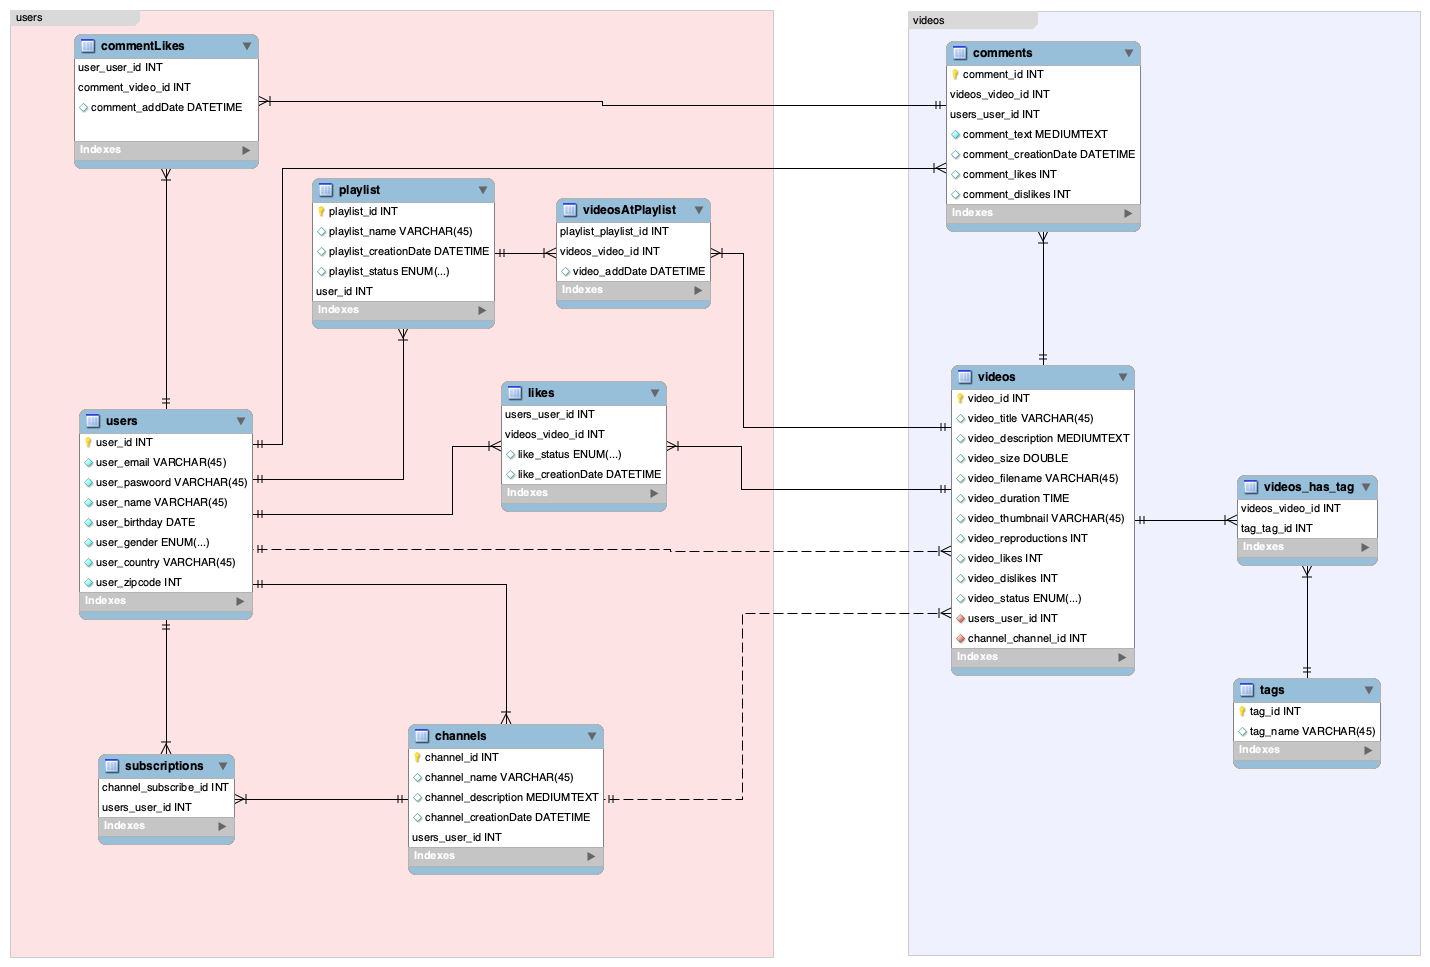 users
commentLikes
user_user_id INT
comment_video_id INT
comment_addDate DATETIME
Indexes
playlist
playlist_id INT
playlist_name VARCHAR(45)
playlist_creationDate DATETIME
playlist_status ENUM(...)
user_id INT
Indexes
videosAtPlaylist
playlist_playlist_id INT
videos_video_id INT
video_addDate DATETIME
Indexes
likes
users_user_id INT
videos_video_id INT
like_status ENUM(...)
like_creationDate DATETIME
Indexes
users
user_id INT
user_email VARCHAR(45)
user_paswoord VARCHAR(45)
user_name VARCHAR(45)
user_birthday DATE
user_gender ENUM(...)
user_country VARCHAR(45)
user_zipcode INT
Indexes
subscriptions
channel_subscribe_id INT
users_user_id INT
Indexes
channels
channel_id INT
channel_name VARCHAR(45)
channel_description MEDIUMTEXT
channel_creationDate DATETIME
users_user_id INT
Indexes
videos
comments
comment_id INT
videos_video_id INT
users_user_id INT
comment_text MEDIUMTEXT
comment_creationDate DATETIME
comment_likes INT
comment_dislikes INT
Indexes
videos
video_id INT
video_title VARCHAR(45)
video_description MEDIUMTEXT
video_size DOUBLE
video_filename VARCHAR(45)
video_duration TIME
video_thumbnail VARCHAR(45)
video_reproductions INT
video_likes INT
video_dislikes INT
video_status ENUM(...)
users_user_id INT
channel_channel_id INT
Indexes
videos_has_tag
videos_video_id INT
tag_tag_id INT
Indexes
tags
tag_id INT
tag_name VARCHAR(45)
Indexes